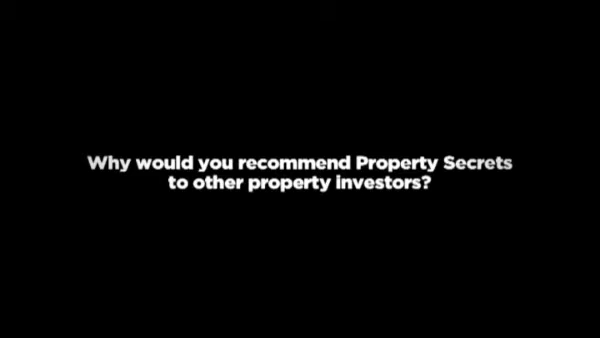 Why would you recommend Property Secrets
to other property investors?